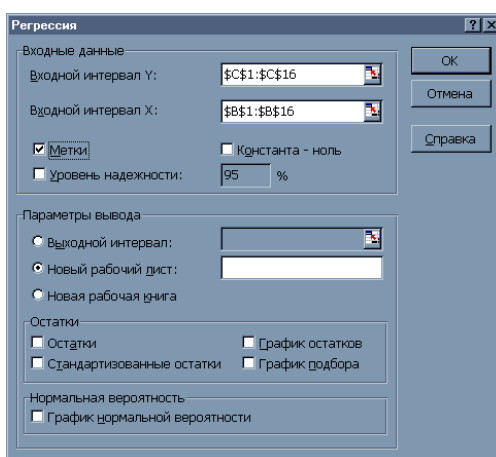 Регрессия
Входные данные
Входной интервал Y: $C$1:$C$16
Входной интервал X: $B$1:$B$16
Метки Константа - ноль
Уровень надежности: 95 %
OK
Отмена
Справка
Параметры вывода
Выходной интервал:
Новый рабочий лист:
Новая рабочая книга
Остатки
Остатки График остатков
Стандартизованные остатки График подбора
Нормальная вероятность
График нормальной вероятности